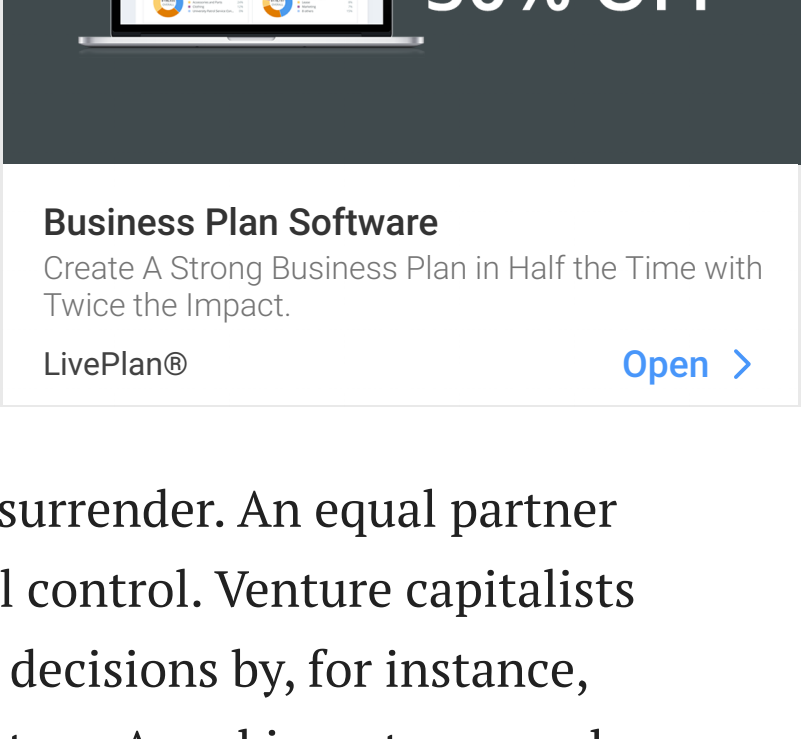 Business Plan Software
Create A Strong Business Plan in Half the Time with
Twice the Impact.
LivePlan®
Open
surrender. An equal partner
l control. Venture capitalists
decisions by, for instance,